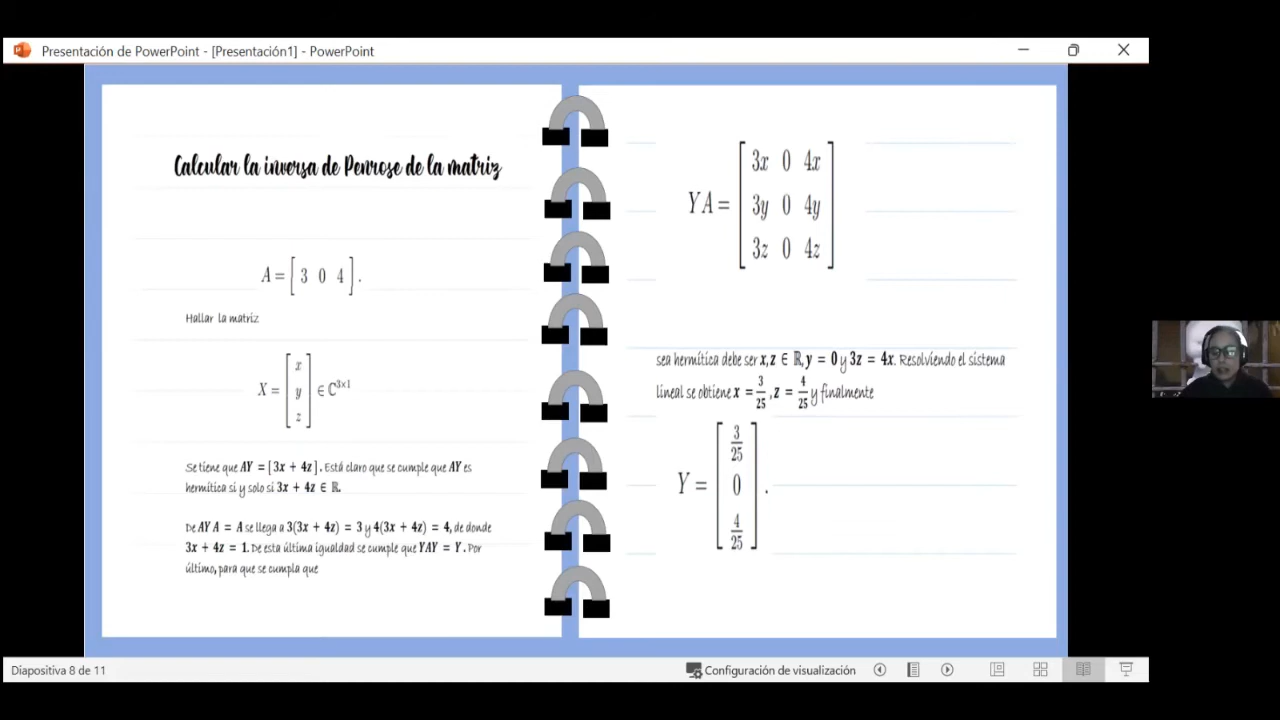 Presentación de PowerPoint - [Presentación1] - PowerPoint
Calcular la inversa de Penrose de la matriz
A = [ 3 0 4 ] .
Hallar la matriz
X = [ x
y
z ] ∈ ℂ³ˣ¹
Se tiene que AY = [3x + 4z]. Está claro que se cumple que AY es
hermítica si y solo si 3x + 4z ∈ ℝ.
De AY A = A se llega a 3(3x + 4z) = 3 y 4(3x + 4z) = 4, de donde
3x + 4z = 1. De esta última igualdad se cumple que YAY = Y. Por
último, para que se cumpla que
YA = [ 3x 0 4x
3y 0 4y
3z 0 4z ]
sea hermítica debe ser x, z ∈ ℝ, y = 0 y 3z = 4x. Resolviendo el sistema
lineal se obtiene x = 3/25, z = 4/25 y finalmente
Y = [ 3/25
0
4/25 ] .
Diapositiva 8 de 11
Configuración de visualización